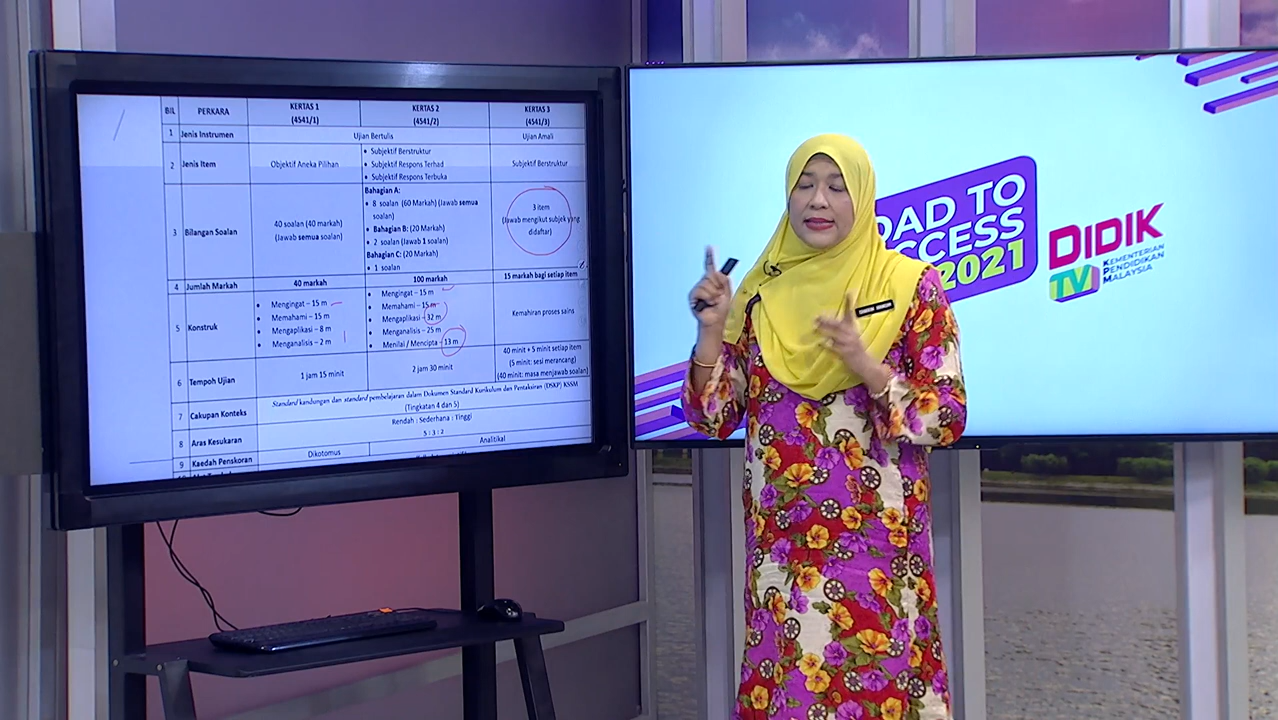 BIL PERKARA KERTAS 1 (4541/1) KERTAS 2 (4541/2) KERTAS 3 (4541/3)
1 Jenis Instrumen Ujian Bertulis Ujian Amali
2 Jenis Item Objektif Aneka Pilihan • Subjektif Berstruktur • Subjektif Respons Terhad • Subjektif Respons Terbuka Subjektif Berstruktur
3 Bilangan Soalan 40 soalan (40 markah) (Jawab semua soalan)
Bahagian A:
• 8 soalan (60 Markah) (Jawab semua soalan)
• Bahagian B: (20 Markah)
• 2 soalan (Jawab 1 soalan)
Bahagian C: (20 Markah)
• 1 soalan
3 item
(Jawab mengikut subjek yang didaftar)
4 Jumlah Markah 40 markah 100 markah 15 markah bagi setiap item
5 Konstruk
• Mengingat – 15 m
• Memahami – 15 m
• Mengaplikasi – 8 m
• Menganalisis – 2 m
• Mengingat – 15 m
• Memahami – 15 m
• Mengaplikasi – 32 m
• Menganalisis – 25 m
• Menilai / Mencipta – 13 m
Kemahiran proses sains
6 Tempoh Ujian 1 jam 15 minit 2 jam 30 minit
40 minit + 5 minit setiap item
(5 minit: sesi merancang)
(40 minit: masa menjawab soalan)
7 Cakupan Konteks Standard kandungan dan standard pembelajaran dalam Dokumen Standard Kurikulum dan Pentaksiran (DSKP) KSSM
(Tingkatan 4 dan 5)
8 Aras Kesukaran Rendah : Sederhana : Tinggi
5 : 3 : 2
9 Kaedah Penskoran Dikotomus Analitikal
OAD TO
CCESS
2021
DIDIK
TV
KEMENTERIAN
PENDIDIKAN
MALAYSIA